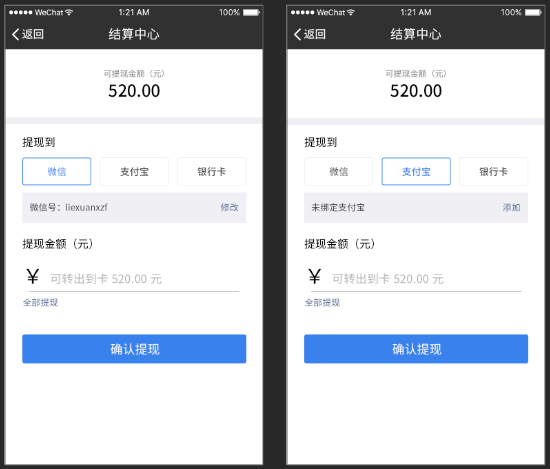 WeChat 1:21 AM 100%
返回 结算中心
可提现金额（元）
520.00
提现到
微信 支付宝 银行卡
微信号：liexuanxzf 修改
提现金额（元）
¥ 可转出到卡 520.00 元
全部提现
确认提现
WeChat 1:21 AM 100%
返回 结算中心
可提现金额（元）
520.00
提现到
微信 支付宝 银行卡
未绑定支付宝 添加
提现金额（元）
¥ 可转出到卡 520.00 元
全部提现
确认提现